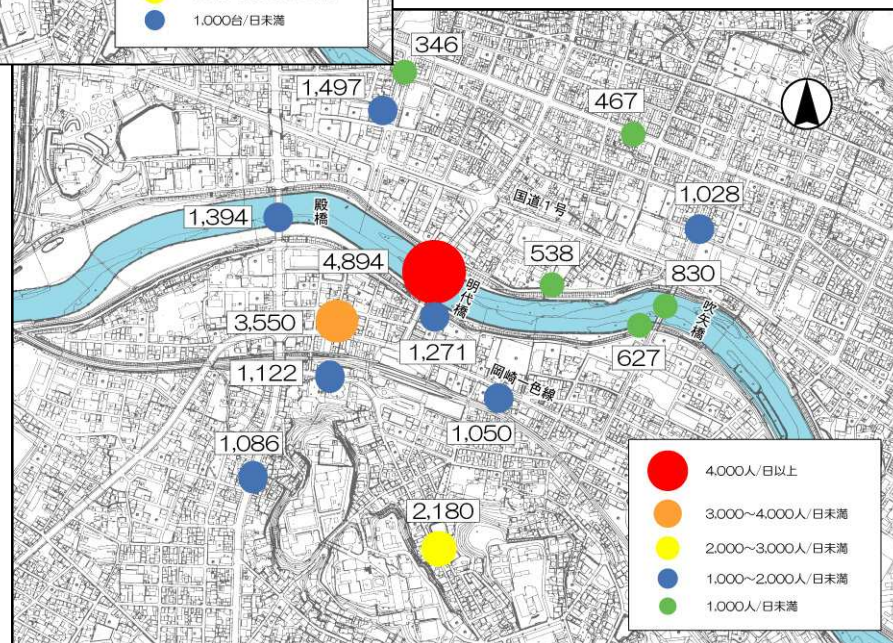 1,000台/日未満
346
1,497
467
国道1号
1,028
殿橋
1,394
4,894
538
明代橋
830
吹矢橋
3,550
1,271
627
1,122
岡崎一色線
1,050
1,086
2,180
4,000人/日以上
3,000～4,000人/日未満
2,000～3,000人/日未満
1,000～2,000人/日未満
1,000人/日未満